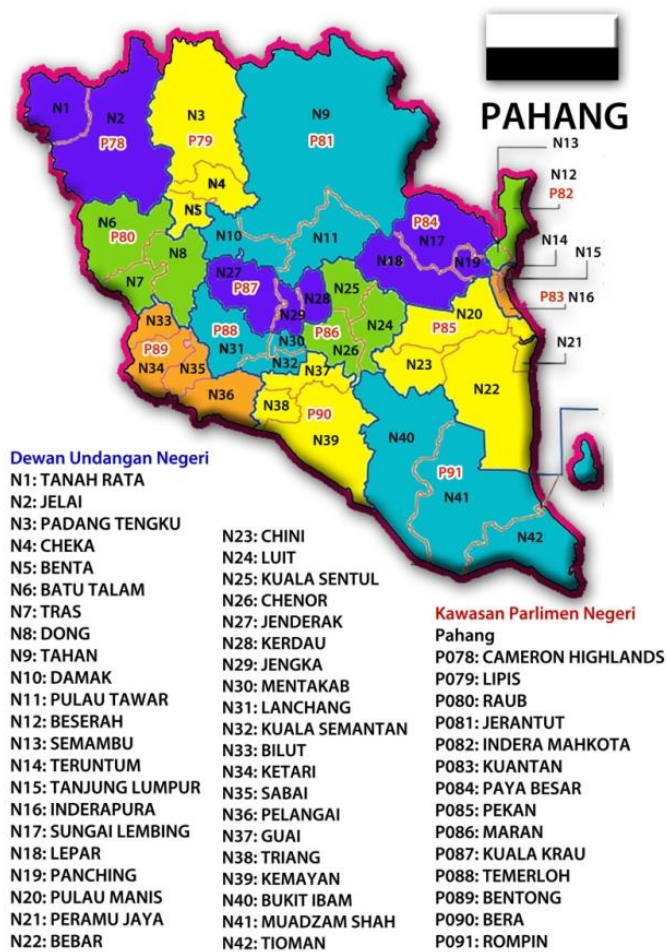 PAHANG
N1
N2
P78
N3
P79
N4
N5
N9
P81
N13
N12
P82
N6
P80
N8
N7
N10
N11
P84
N17
N18
N19
N14
N15
P83 N16
N27
P87
N28
N29
N25
P86
N24
N26
N20
P85
N21
N23
N22
N33
P89
N34
N35
N36
P88
N31
N30
N32
N37
N38
P90
N39
N40
P91
N41
N42
Dewan Undangan Negeri
N1: TANAH RATA
N2: JELAI
N3: PADANG TENGKU
N4: CHEKA
N5: BENTA
N6: BATU TALAM
N7: TRAS
N8: DONG
N9: TAHAN
N10: DAMAK
N11: PULAU TAWAR
N12: BESERAH
N13: SEMAMBU
N14: TERUNTUM
N15: TANJUNG LUMPUR
N16: INDERAPURA
N17: SUNGAI LEMBING
N18: LEPAR
N19: PANCHING
N20: PULAU MANIS
N21: PERAMU JAYA
N22: BEBAR
N23: CHINI
N24: LUIT
N25: KUALA SENTUL
N26: CHENOR
N27: JENDERAK
N28: KERDAU
N29: JENGKA
N30: MENTAKAB
N31: LANCHANG
N32: KUALA SEMANTAN
N33: BILUT
N34: KETARI
N35: SABAI
N36: PELANGAI
N37: GUAI
N38: TRIANG
N39: KEMAYAN
N40: BUKIT IBAM
N41: MUADZAM SHAH
N42: TIOMAN
Kawasan Parlimen Negeri
Pahang
P078: CAMERON HIGHLANDS
P079: LIPIS
P080: RAUB
P081: JERANTUT
P082: INDERA MAHKOTA
P083: KUANTAN
P084: PAYA BESAR
P085: PEKAN
P086: MARAN
P087: KUALA KRAU
P088: TEMERLOH
P089: BENTONG
P090: BERA
P091: ROMPIN